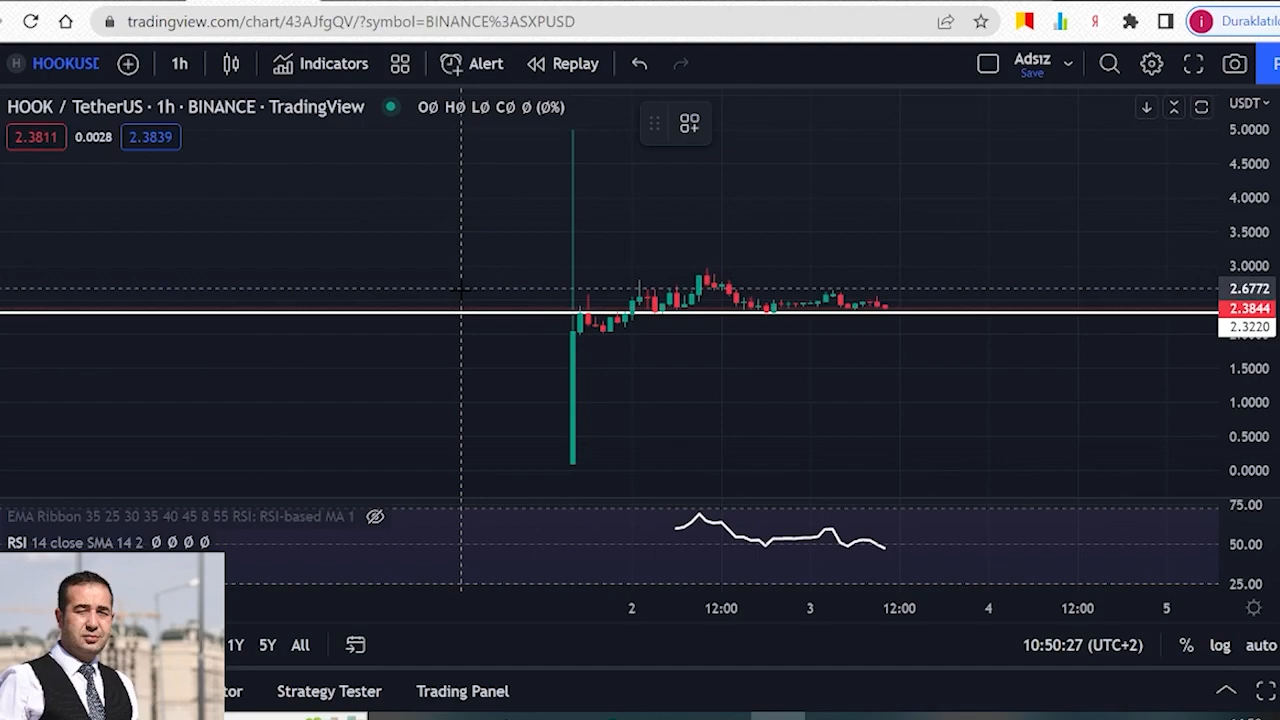 tradingview.com/chart/43AJfgQV/?symbol=BINANCE%3ASXPUSD
Duraklatıl
H HOOKUSD 1h Indicators Alert Replay Adsız
Save
HOOK / TetherUS · 1h · BINANCE · TradingView O∅ H∅ L∅ C∅ ∅ (∅%)
USDT
2.3811 0.0028 2.3839
5.0000
4.5000
4.0000
3.5000
3.0000
2.6772
2.3844
2.3220
1.5000
1.0000
0.5000
0.0000
EMA Ribbon 35 25 30 35 40 45 8 55 RSI: RSI-based MA 1
75.00
RSI 14 close SMA 14 2 ∅ ∅ ∅ ∅
50.00
25.00
2 12:00 3 12:00 4 12:00 5
1Y 5Y All 10:50:27 (UTC+2) % log auto
tor Strategy Tester Trading Panel